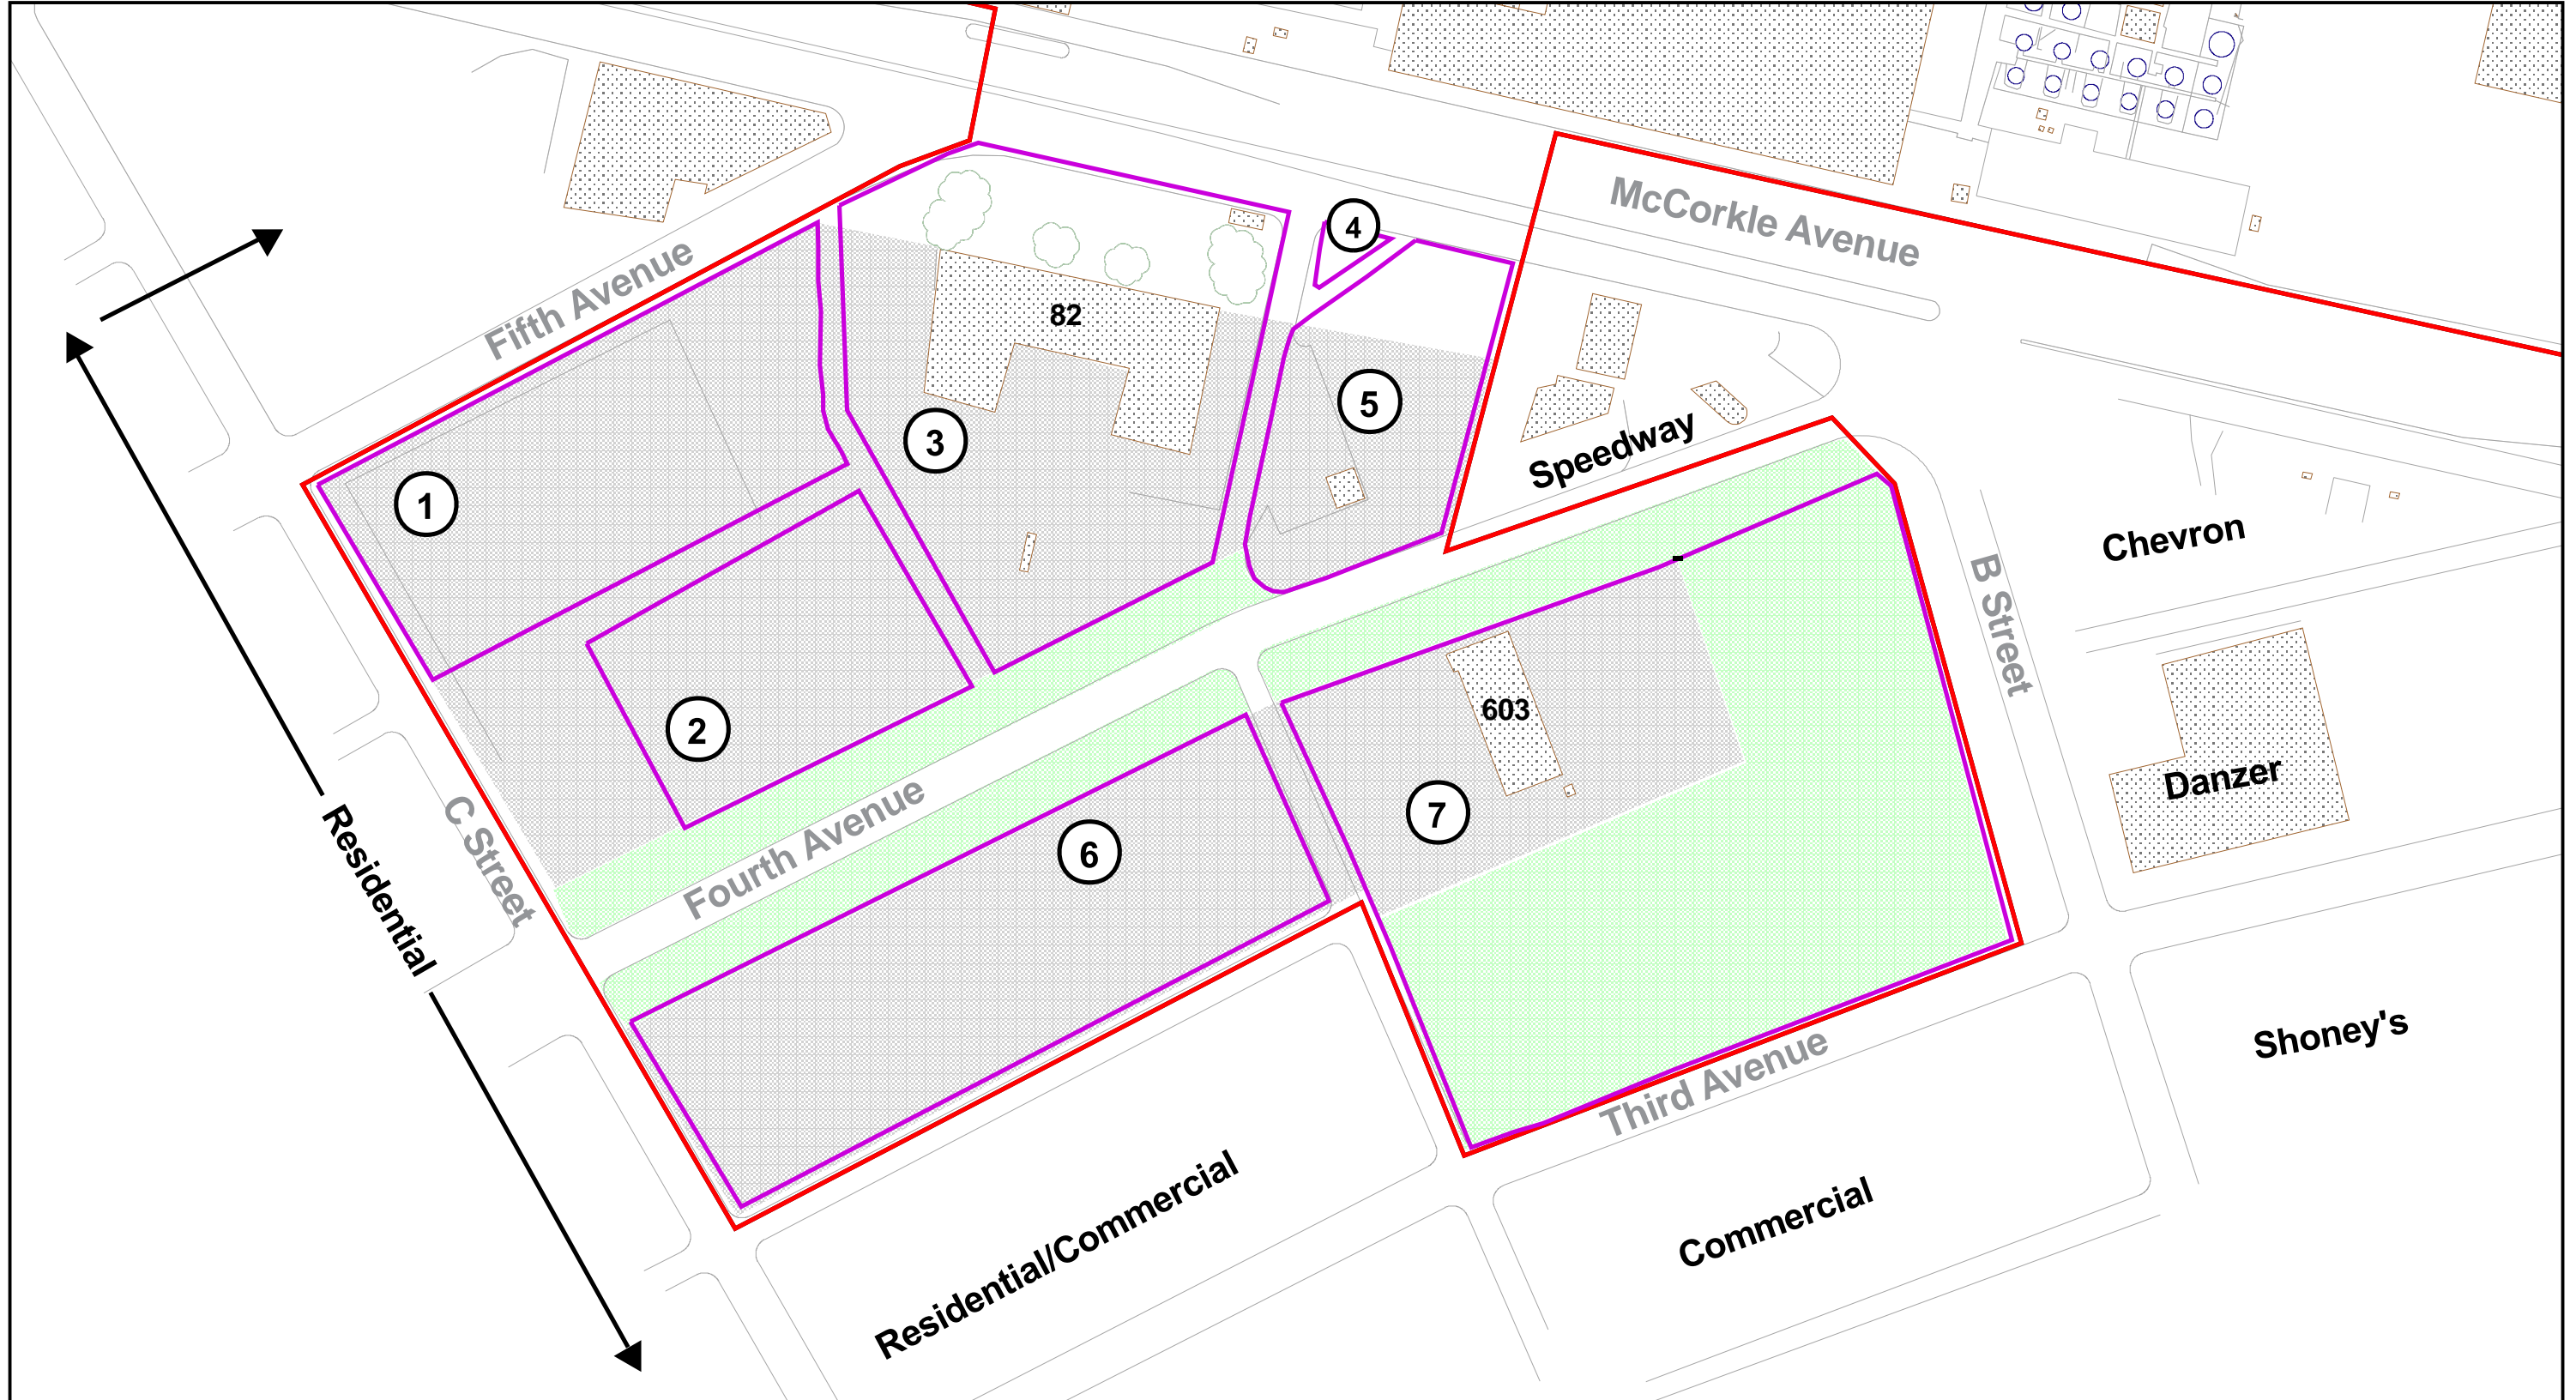 McCorkle Avenue
4
Fifth Avenue
82
5
3
Speedway
1
Chevron
B Street
2
603
Danzer
7
C Street
Fourth Avenue
6
Residential
Shoney's
Third Avenue
Residential/Commercial
Commercial